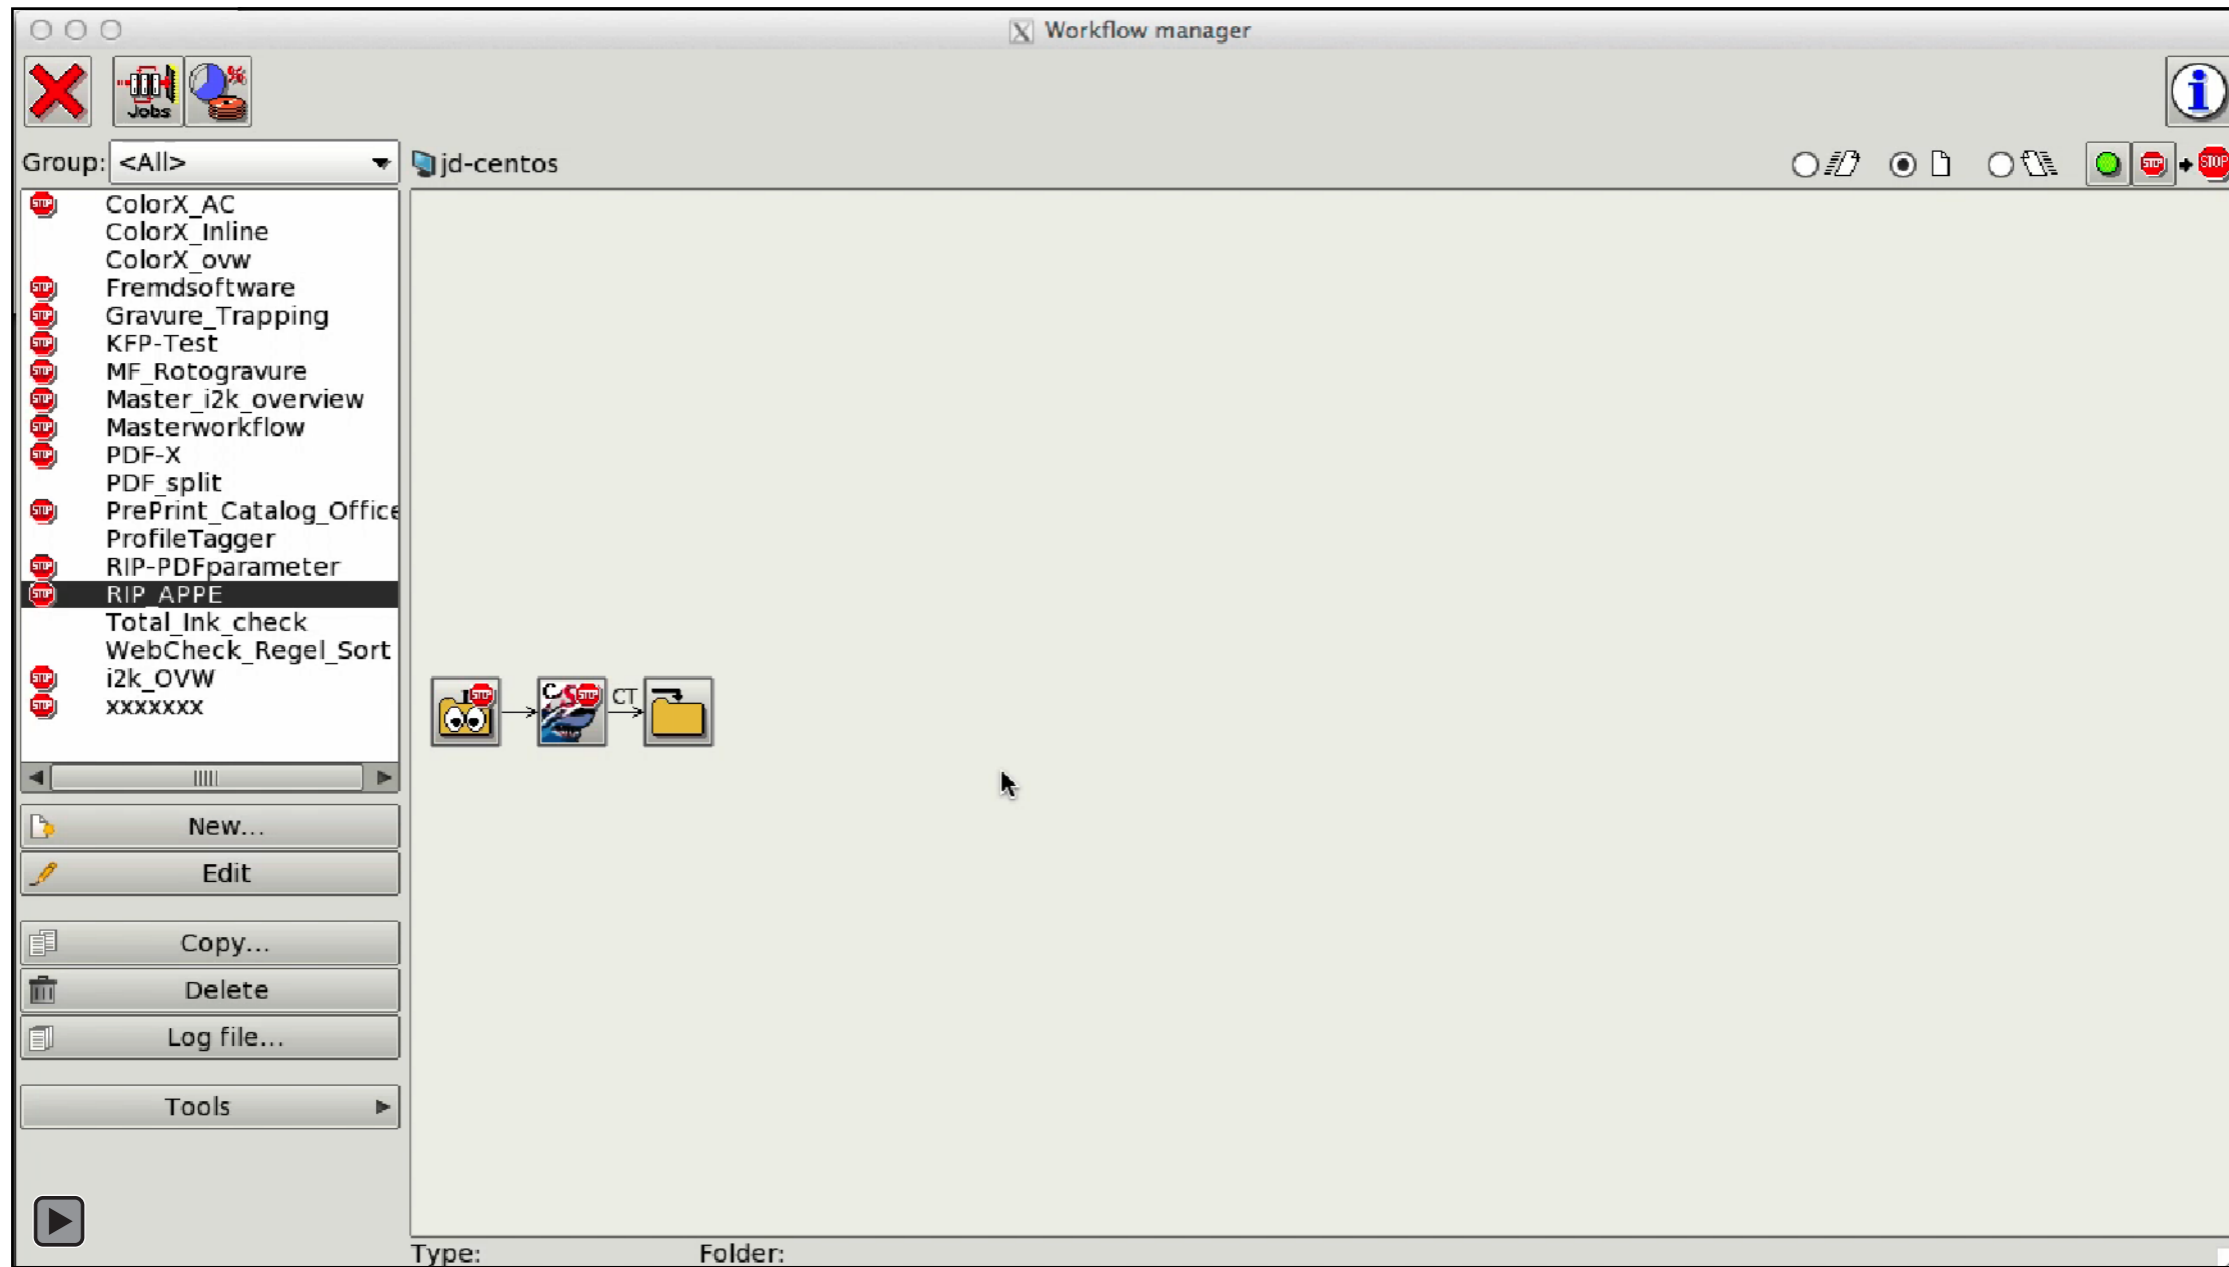 Workflow manager
Jobs
%
Group: <All>
jd-centos
STOP
ColorX_AC
ColorX_Inline
ColorX_ovw
Fremdsoftware
Gravure_Trapping
KFP-Test
MF_Rotogravure
Master_i2k_overview
Masterworkflow
PDF-X
PDF_split
PrePrint_Catalog_Office
ProfileTagger
RIP-PDFparameter
RIP_APPE
Total_Ink_check
WebCheck_Regel_Sort
i2k_OVW
xxxxxxx
CT
New...
Edit
Copy...
Delete
Log file...
Tools
Type: Folder: